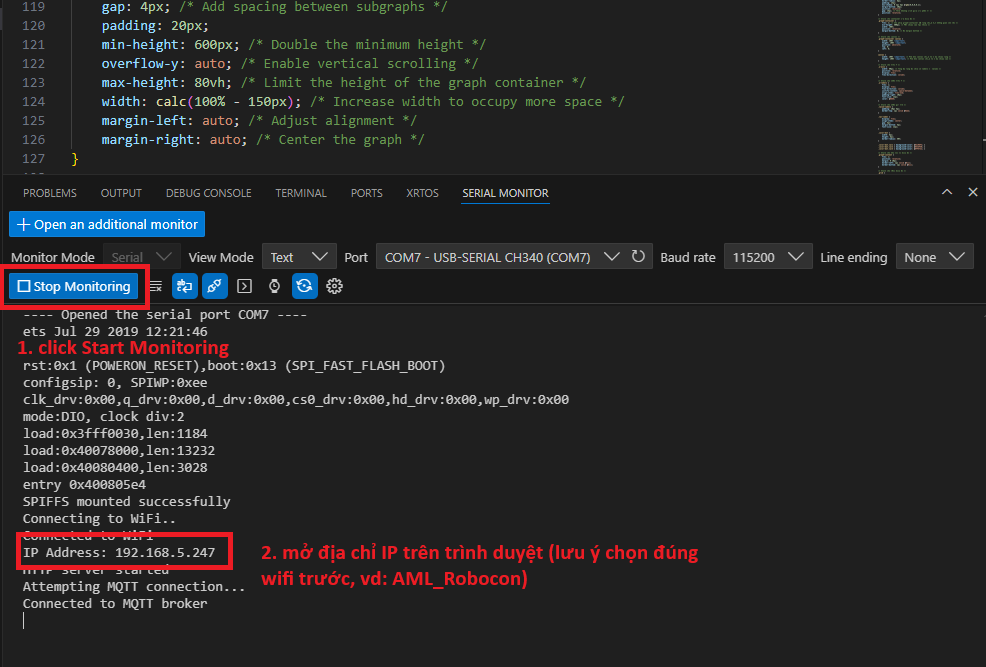 119 gap: 4px; /* Add spacing between subgraphs */
120 padding: 20px;
121 min-height: 600px; /* Double the minimum height */
122 overflow-y: auto; /* Enable vertical scrolling */
123 max-height: 80vh; /* Limit the height of the graph container */
124 width: calc(100% - 150px); /* Increase width to occupy more space */
125 margin-left: auto; /* Adjust alignment */
126 margin-right: auto; /* Center the graph */
127 }
PROBLEMS OUTPUT DEBUG CONSOLE TERMINAL PORTS XRTOS SERIAL MONITOR
+ Open an additional monitor
Monitor Mode Serial View Mode Text Port COM7 - USB-SERIAL CH340 (COM7) Baud rate 115200 Line ending None
Stop Monitoring
---- Opened the serial port COM7 ----
ets Jul 29 2019 12:21:46
1. click Start Monitoring
rst:0x1 (POWERON_RESET),boot:0x13 (SPI_FAST_FLASH_BOOT)
configsip: 0, SPIWP:0xee
clk_drv:0x00,q_drv:0x00,d_drv:0x00,cs0_drv:0x00,hd_drv:0x00,wp_drv:0x00
mode:DIO, clock div:2
load:0x3fff0030,len:1184
load:0x40078000,len:13232
load:0x40080400,len:3028
entry 0x400805e4
SPIFFS mounted successfully
Connecting to WiFi..
Connected to WiFi
IP Address: 192.168.5.247
2. mở địa chỉ IP trên trình duyệt (lưu ý chọn đúng
wifi trước, vd: AML_Robocon)
HTTP server started
Attempting MQTT connection...
Connected to MQTT broker